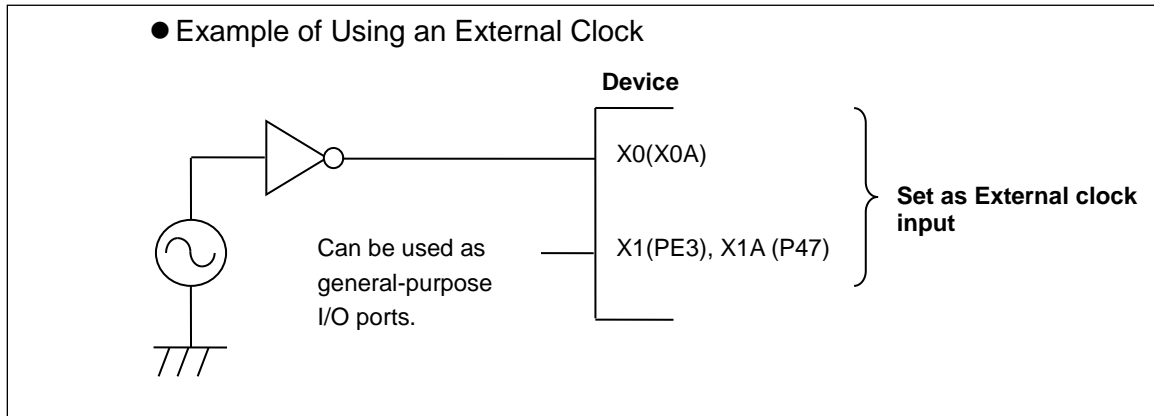 ● Example of Using an External Clock
Device
X0(X0A)
Set as External clock
input
Can be used as
general-purpose
I/O ports.
X1(PE3), X1A (P47)